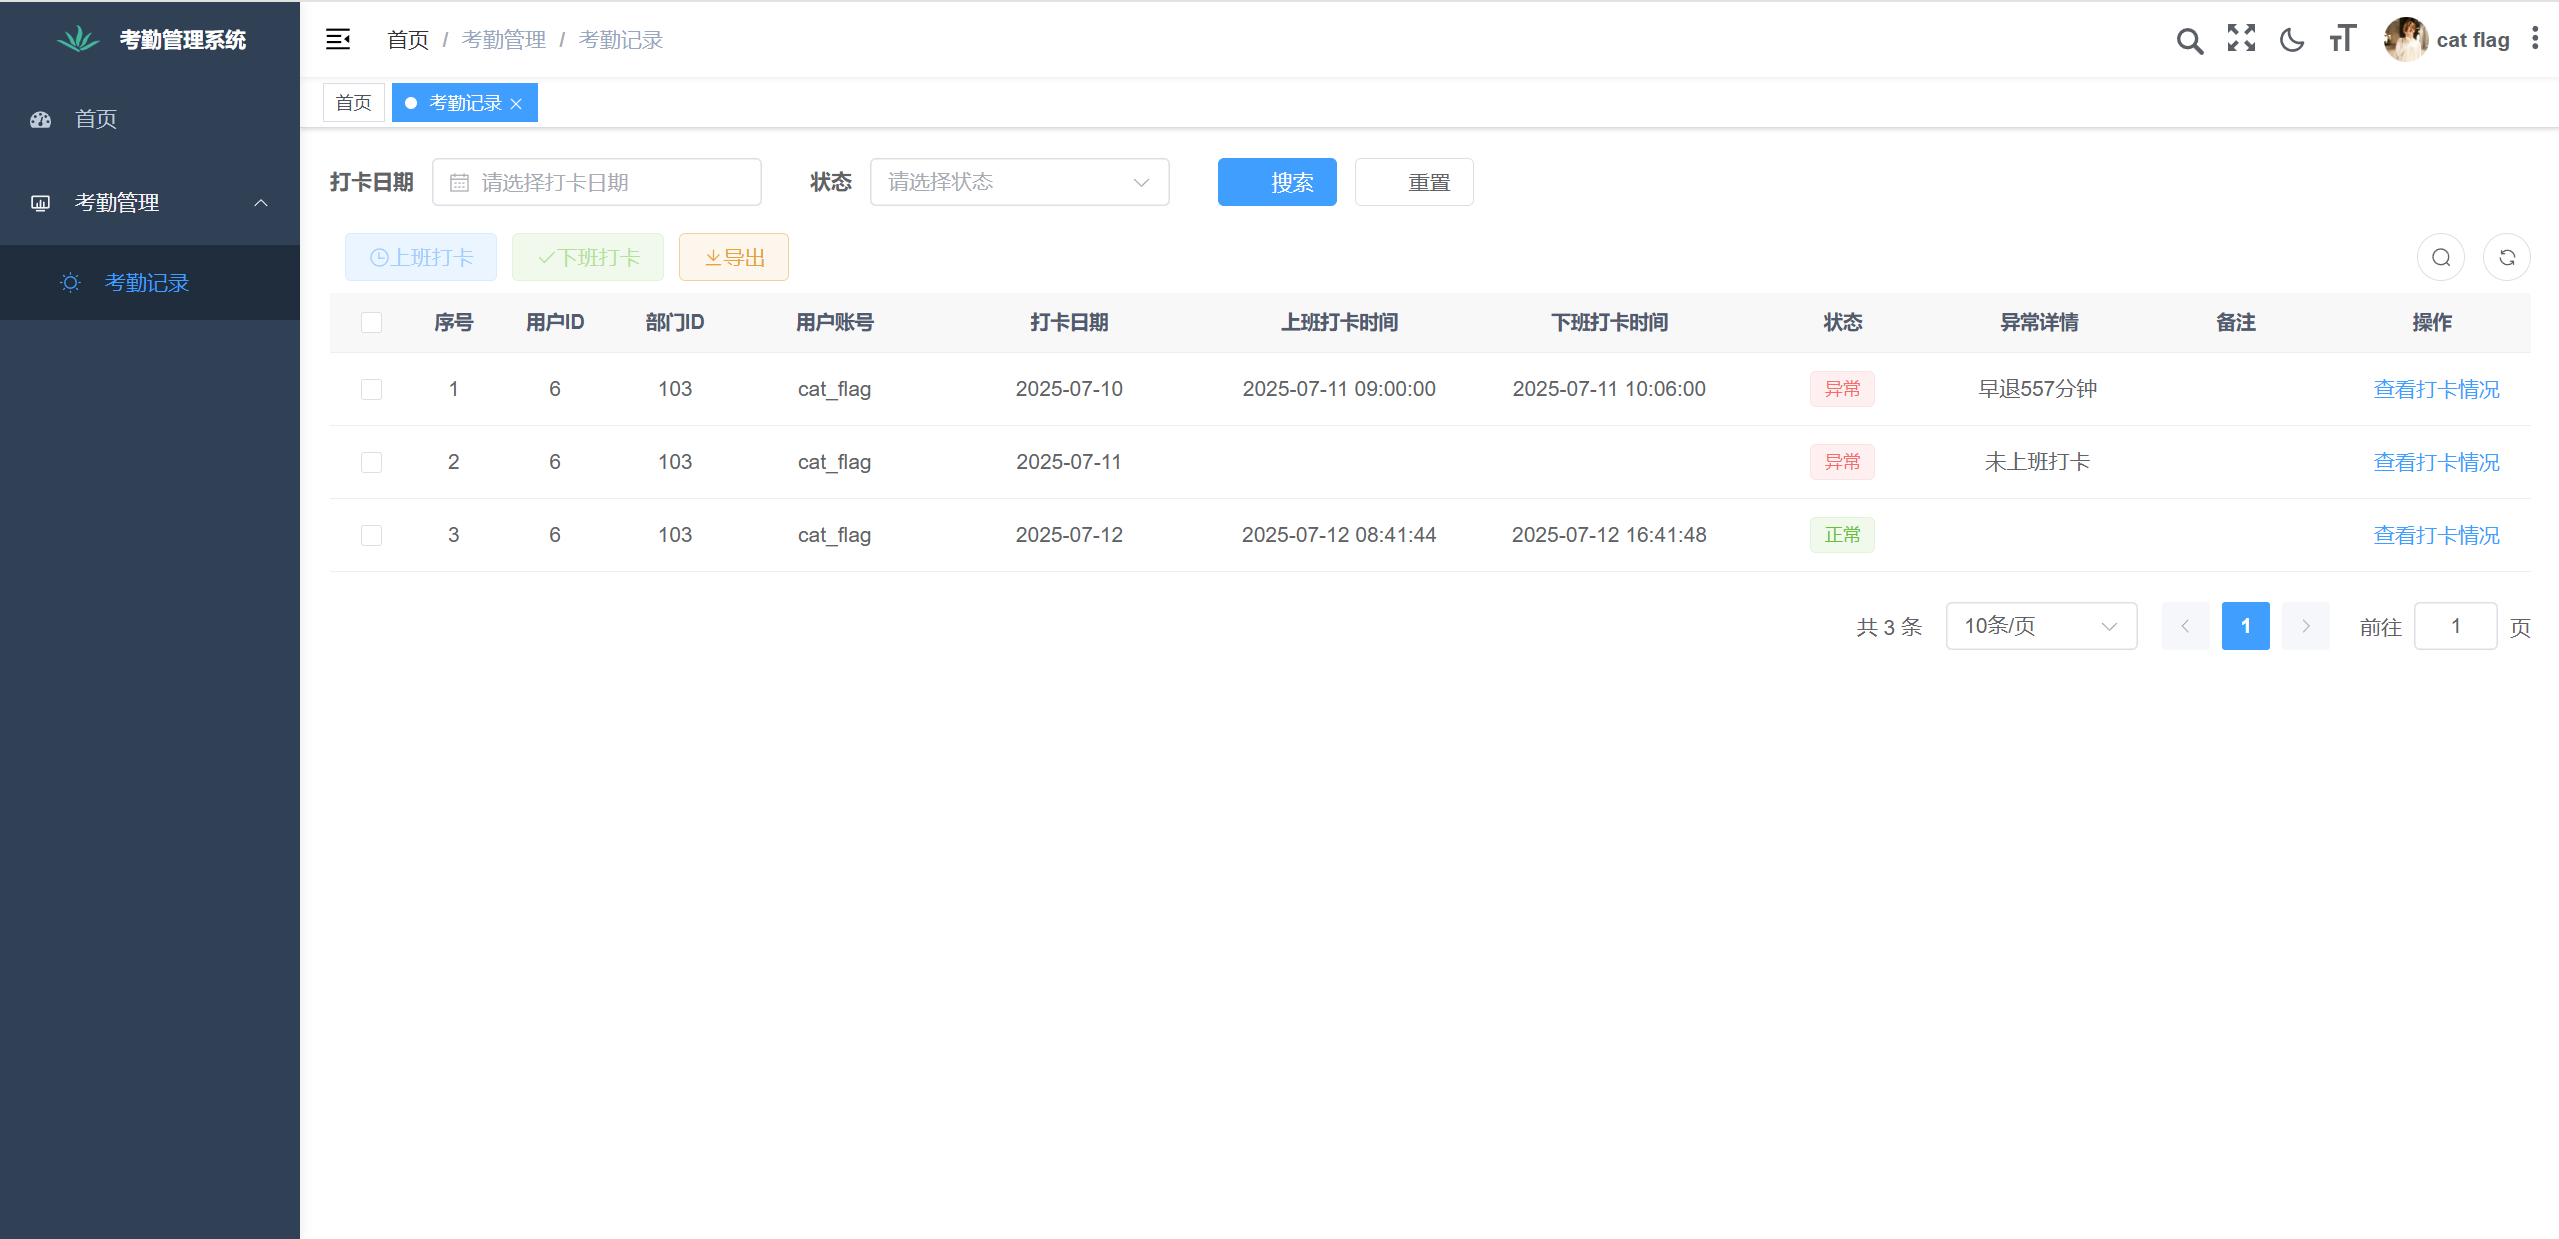 考勤管理系统
首页
考勤管理
考勤记录
首页 / 考勤管理 / 考勤记录
cat flag
首页
考勤记录
打卡日期 请选择打卡日期 状态 请选择状态 搜索 重置
上班打卡 下班打卡 导出
序号 用户ID 部门ID 用户账号 打卡日期 上班打卡时间 下班打卡时间 状态 异常详情 备注 操作
1 6 103 cat_flag 2025-07-10 2025-07-11 09:00:00 2025-07-11 10:06:00 异常 早退557分钟 查看打卡情况
2 6 103 cat_flag 2025-07-11 异常 未上班打卡 查看打卡情况
3 6 103 cat_flag 2025-07-12 2025-07-12 08:41:44 2025-07-12 16:41:48 正常 查看打卡情况
共 3 条 10条/页 1 前往 1 页